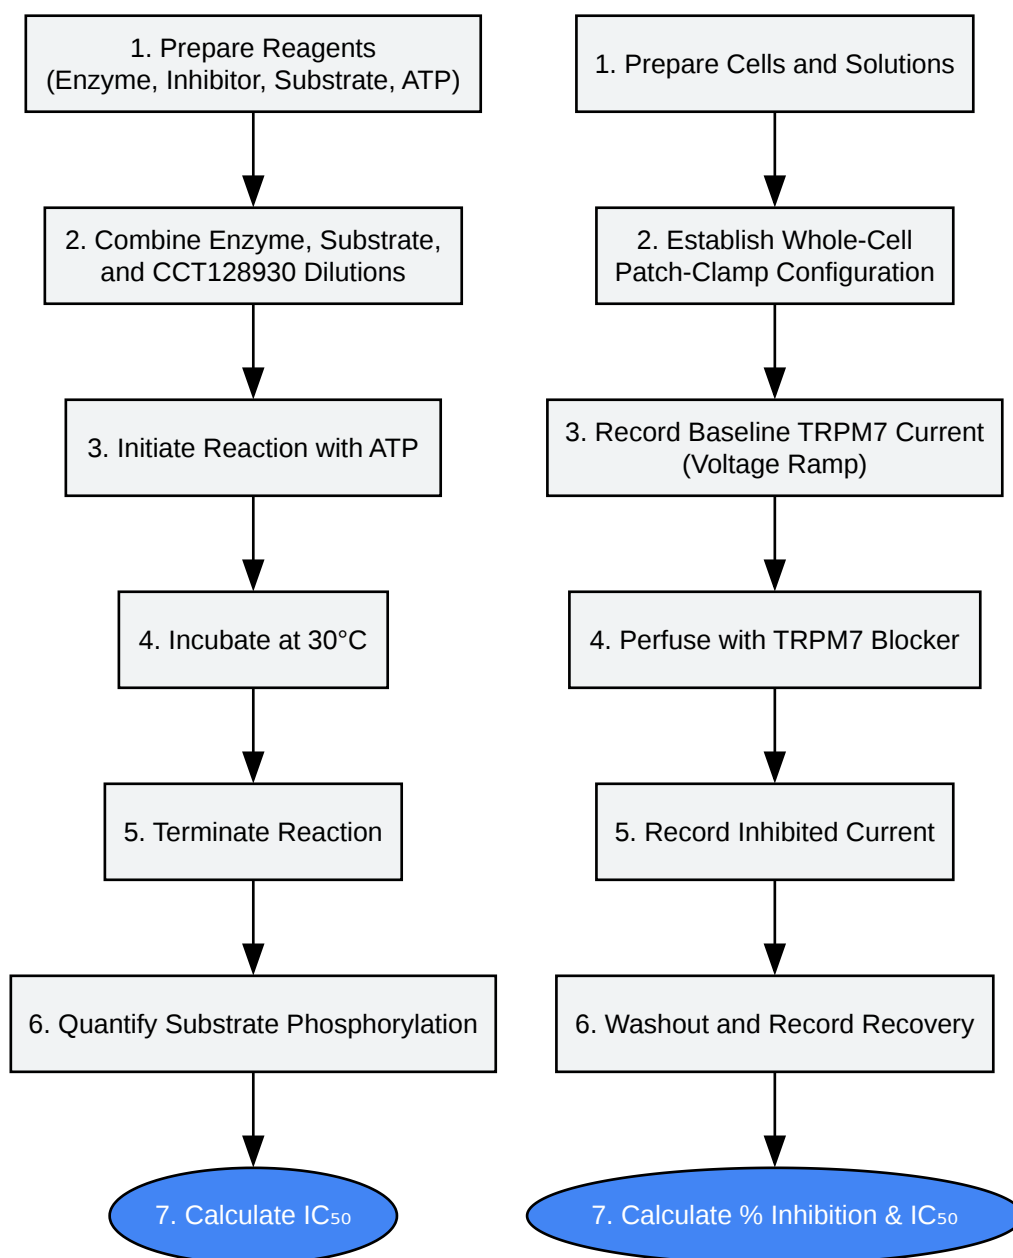 1. Prepare Reagents
(Enzyme, Inhibitor, Substrate, ATP)
2. Combine Enzyme, Substrate,
and CCT128930 Dilutions
3. Initiate Reaction with ATP
4. Incubate at 30°C
5. Terminate Reaction
6. Quantify Substrate Phosphorylation
7. Calculate IC₅₀
1. Prepare Cells and Solutions
2. Establish Whole-Cell
Patch-Clamp Configuration
3. Record Baseline TRPM7 Current
(Voltage Ramp)
4. Perfuse with TRPM7 Blocker
5. Record Inhibited Current
6. Washout and Record Recovery
7. Calculate % Inhibition & IC₅₀